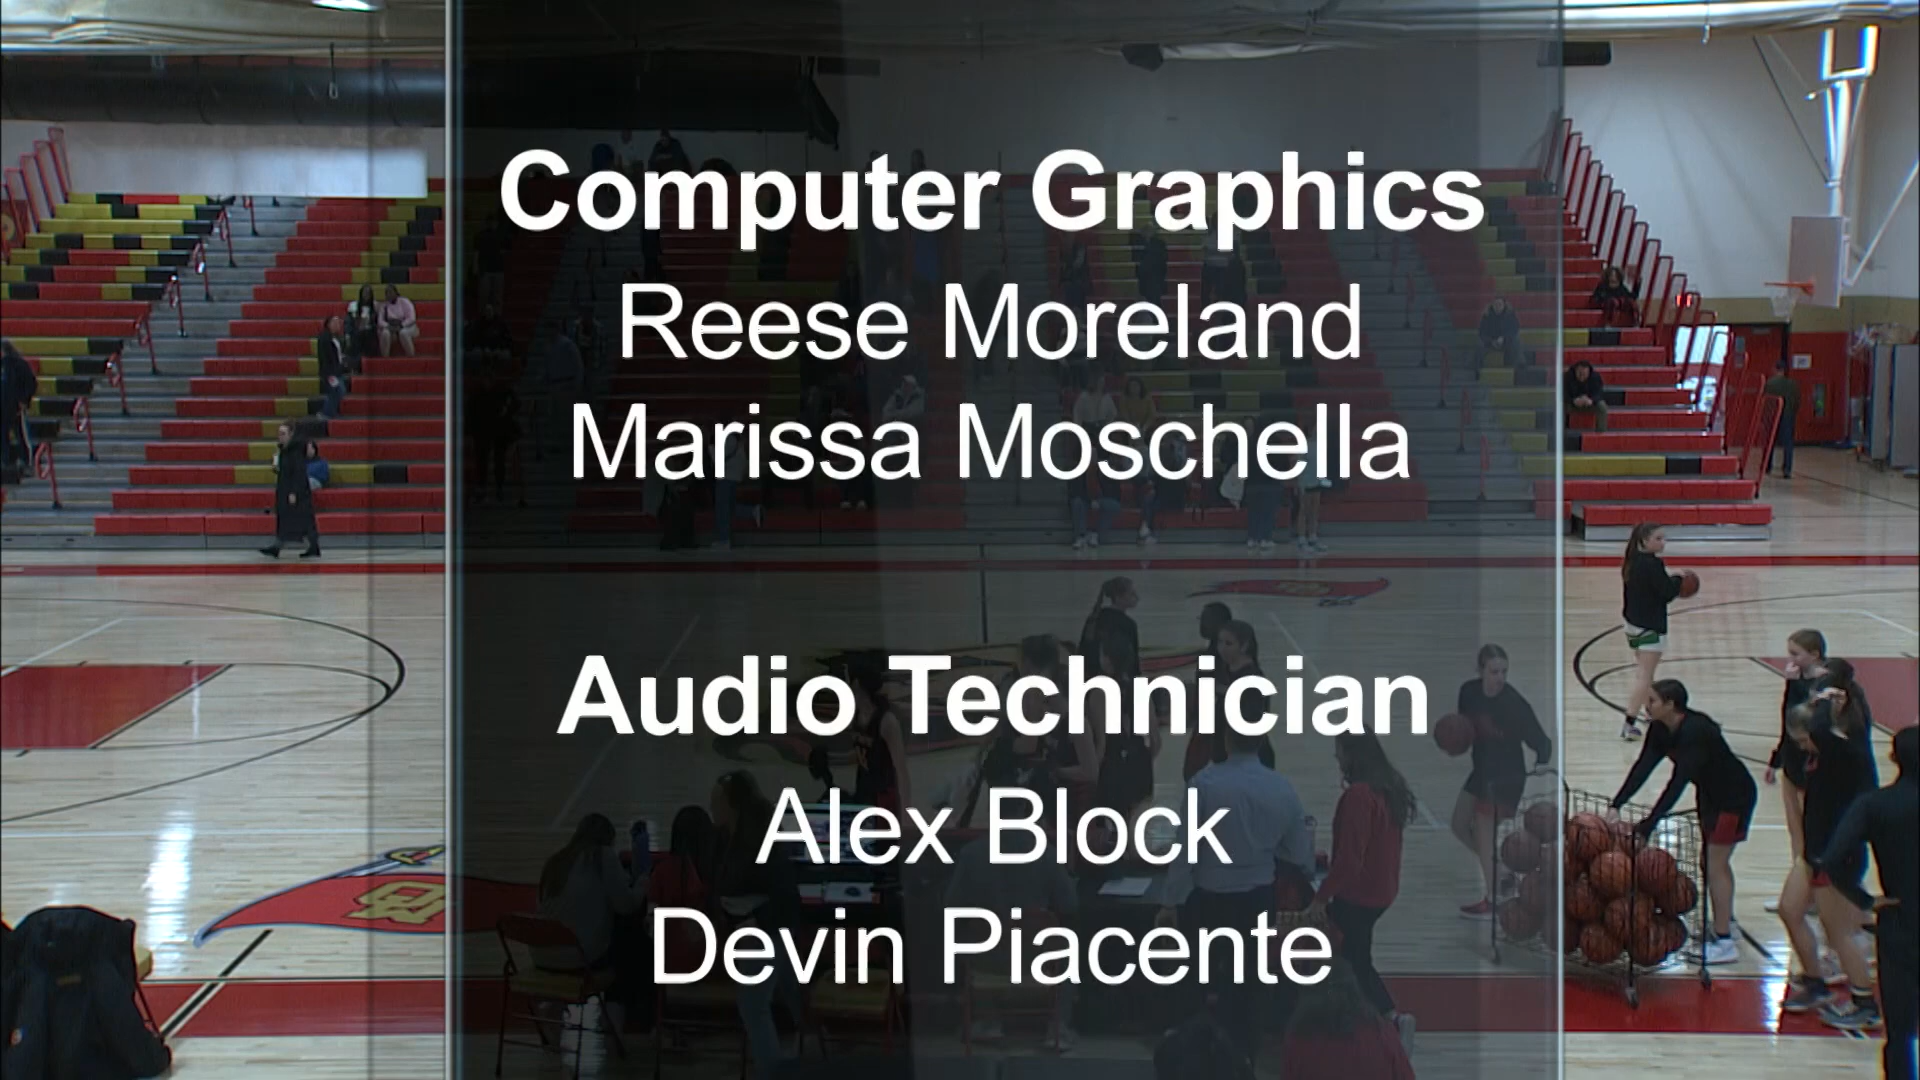 Computer Graphics
Reese Moreland
Marissa Moschella
Audio Technician
Alex Block
Devin Piacente